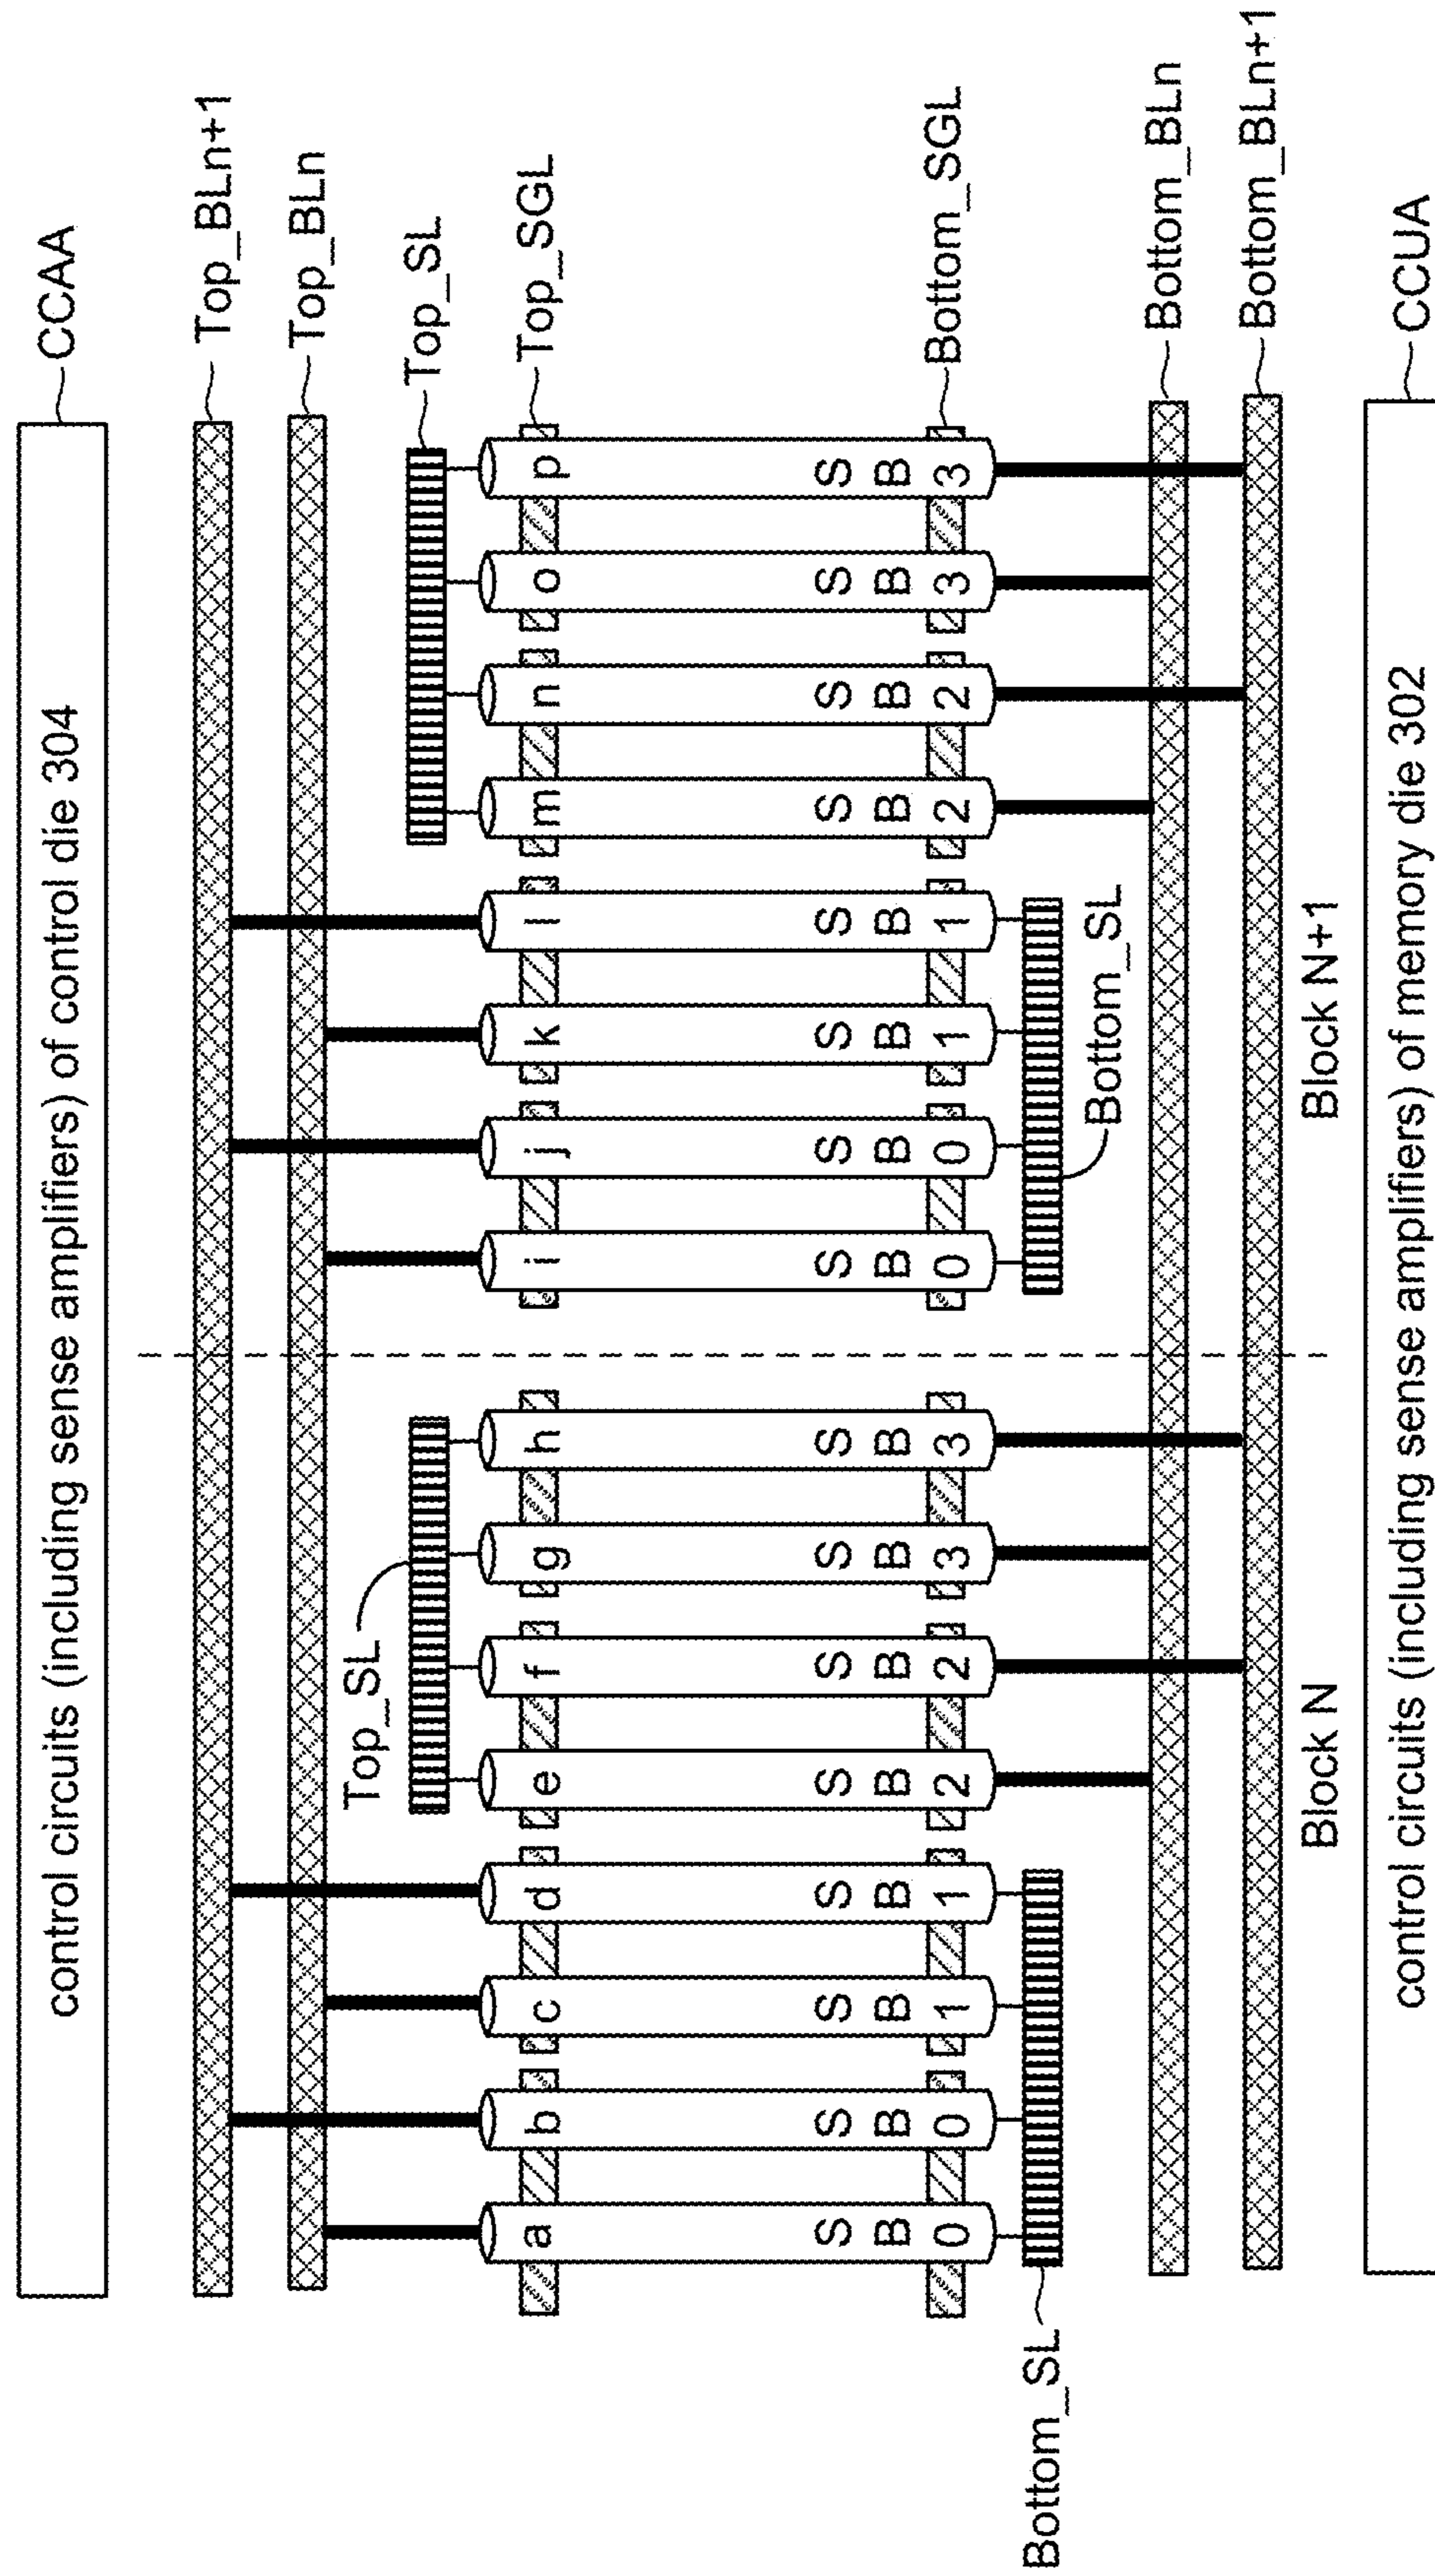 control circuits (including sense amplifiers) of control die 304
CCAA
Top_BLn+1
Top_BLn
Top_SL
Top_SL
Top_SGL
a b c d e f g h i j k l m n o p
S S S S S S S S S S S S S S S S
B B B B B B B B B B B B B B B B
0 0 1 1 2 2 3 3 0 0 1 1 2 2 3 3
Bottom_SGL
Bottom_SL
Bottom_SL
Bottom_BLn
Bottom_BLn+1
Block N
Block N+1
control circuits (including sense amplifiers) of memory die 302
CCUA